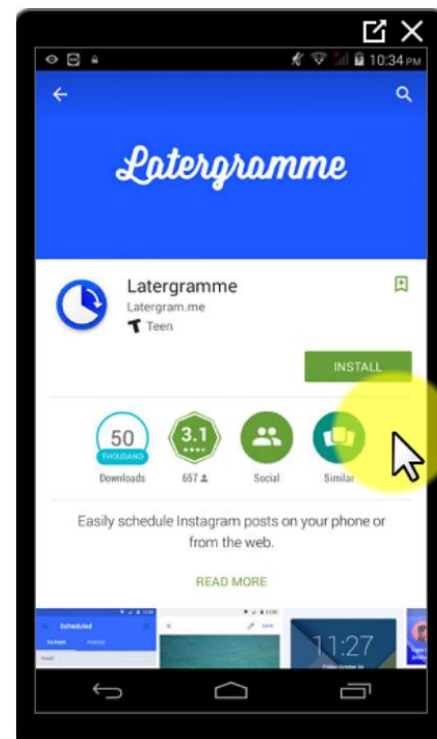 10:34 PM
Latergramme
Latergramme
Latergram.me
Teen
INSTALL
50
THOUSAND
3.1
Downloads
657
Social
Similar
Easily schedule Instagram posts on your phone or
from the web.
READ MORE
Scheduled
11:27